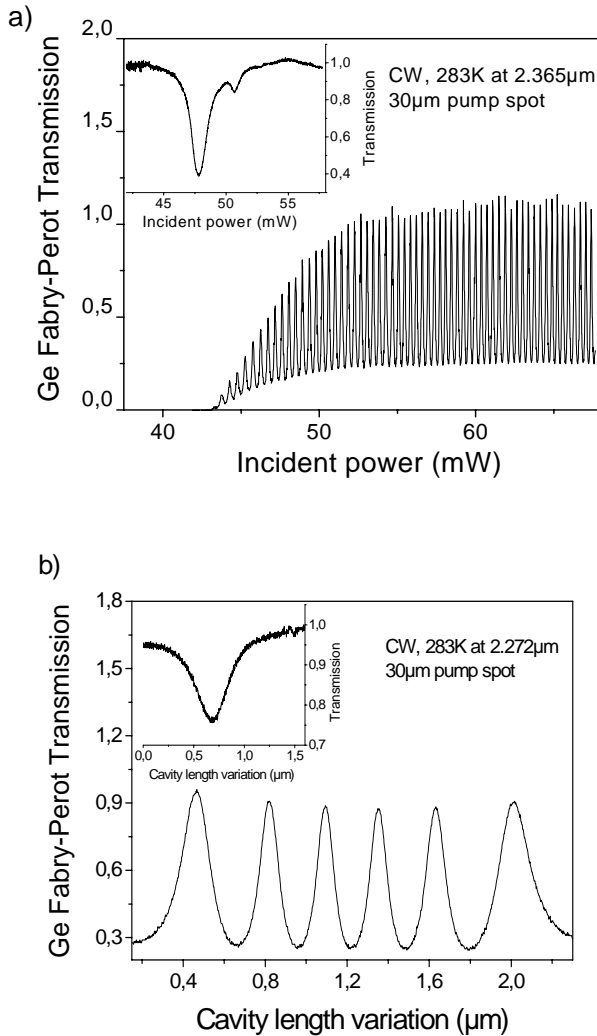 a)
Ge Fabry-Perot Transmission
2,0
1,5
1,0
0,5
0,0
40
50
60
Incident power (mW)
CW, 283K at 2.365µm
30µm pump spot
1,0
0,8
0,6
0,4
Transmission
45
50
55
Incident power (mW)
b)
Ge Fabry-Perot Transmission
1,8
1,5
1,2
0,9
0,6
0,3
0,4
0,8
1,2
1,6
2,0
Cavity length variation (µm)
CW, 283K at 2.272µm
30µm pump spot
1,0
0,9
0,8
0,7
Transmission
0,0
0,5
1,0
1,5
Cavity length variation (µm)